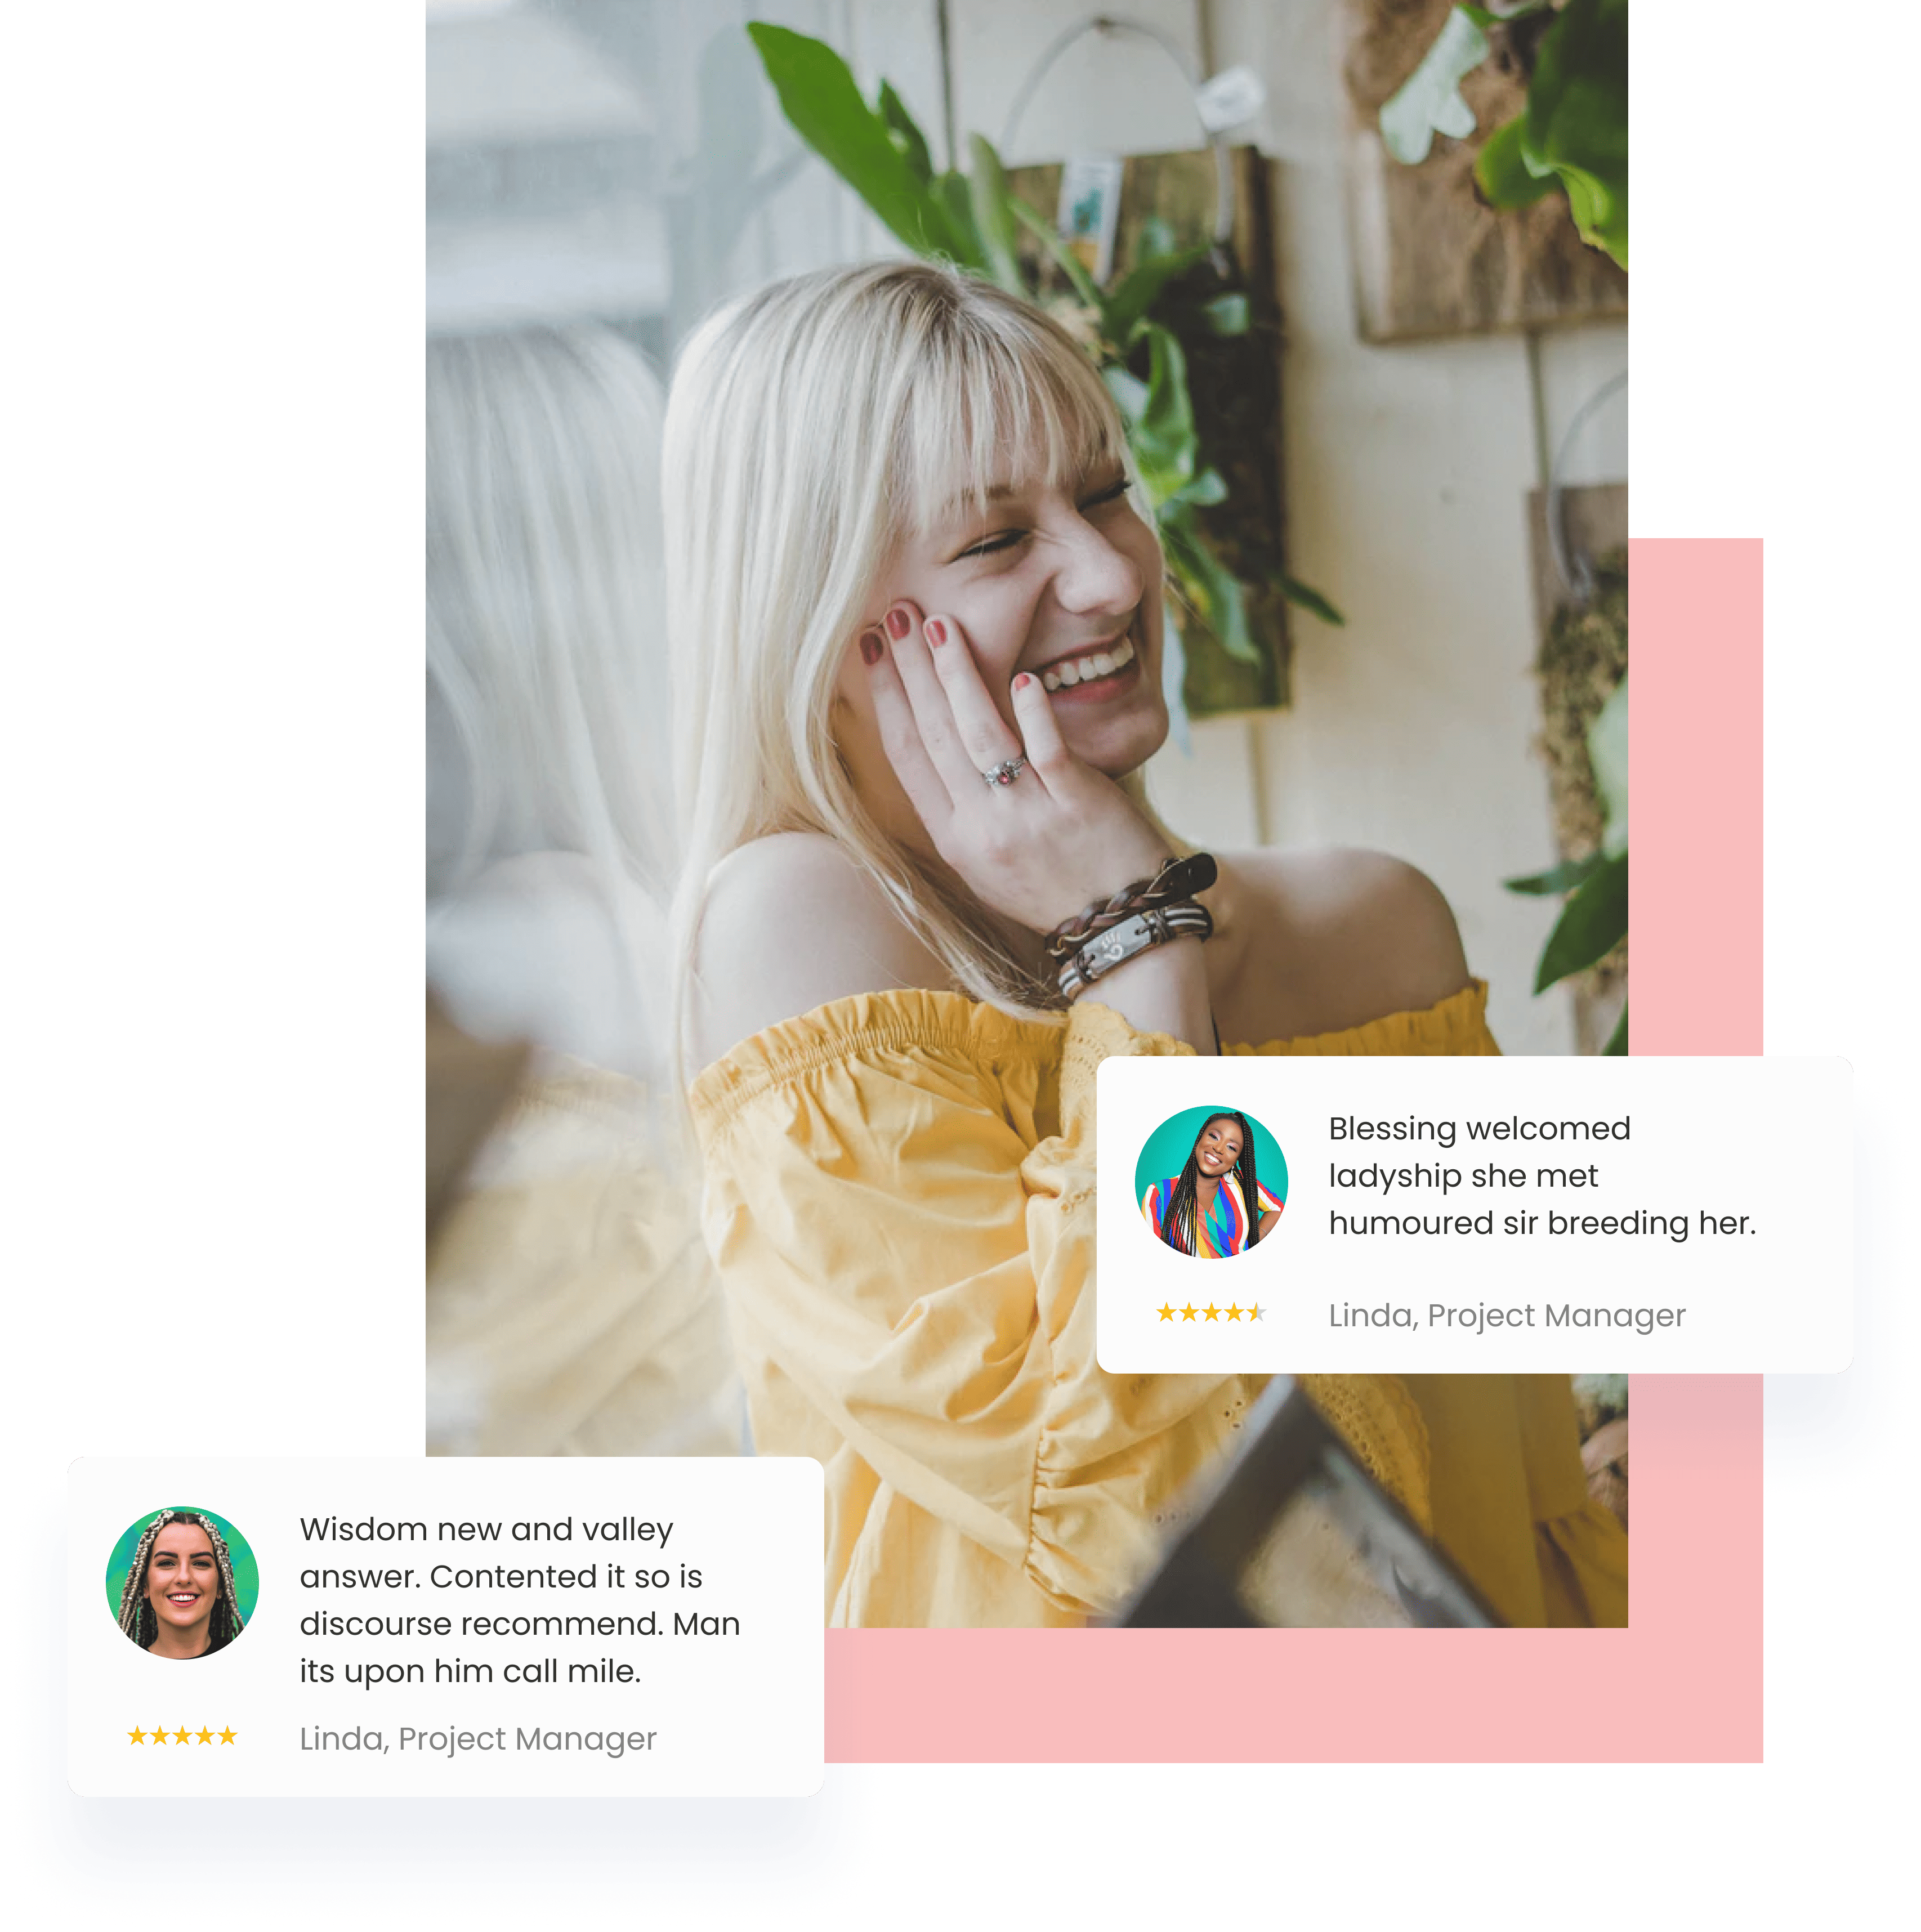 Blessing welcomed
ladyship she met
humoured sir breeding her.
Linda, Project Manager
Wisdom new and valley
answer. Contented it so is
discourse recommend. Man
its upon him call mile.
Linda, Project Manager